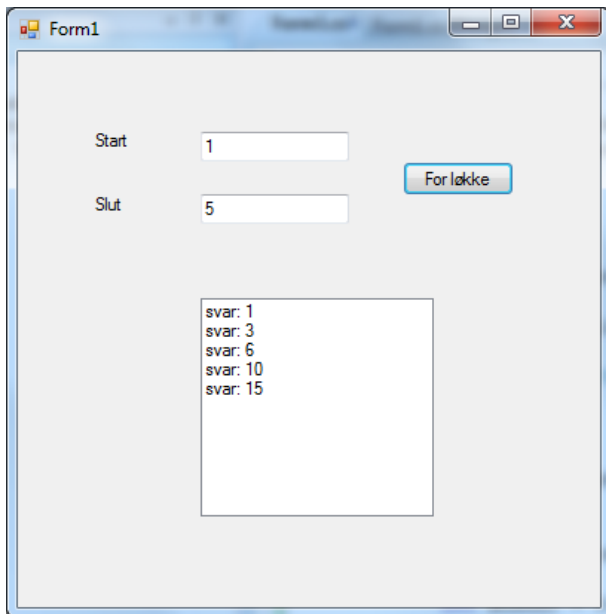 Form1
Start
1
For løkke
Slut
5
svar: 1
svar: 3
svar: 6
svar: 10
svar: 15